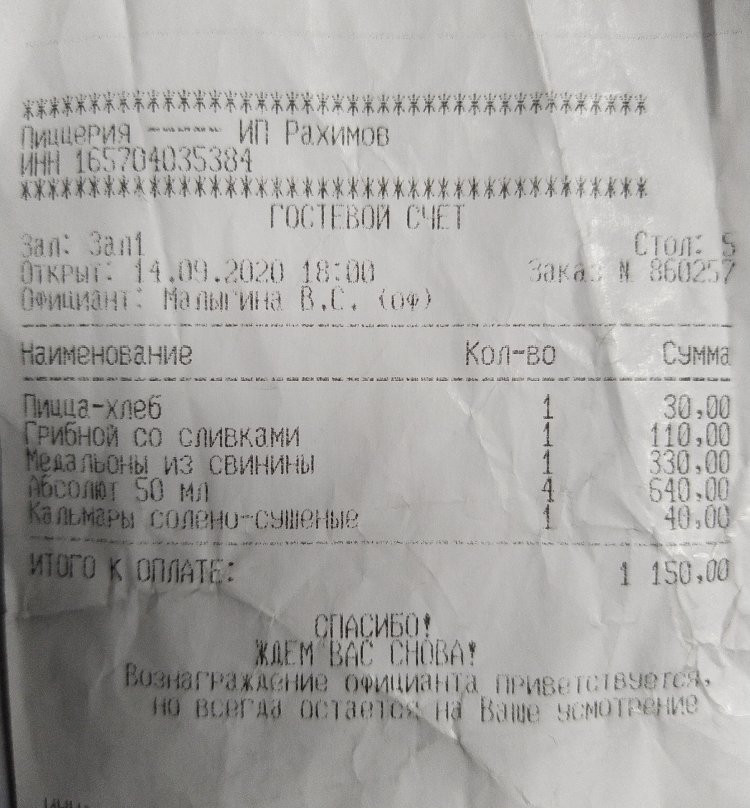 ****************************************
Пиццерия ----- ИП Рахимов
ИНН 165704035384
****************************************
ГОСТЕВОЙ СЧЕТ
Зал: Зал1 Стол: 5
Открыт: 14.09.2020 18:00 Заказ N 860257
Официант: Малыгина В.С. (оф)
Наименование Кол-во Сумма
Пицца-хлеб 1 30,00
Грибной со сливками 1 110,00
Медальоны из свинины 1 330,00
Абсолют 50 мл 4 640,00
Кальмары солено-сушеные 1 40,00
ИТОГО К ОПЛАТЕ: 1 150,00
СПАСИБО!
ЖДЕМ ВАС СНОВА!
Вознаграждение официанта приветствуется,
но всегда остается на Ваше усмотрение